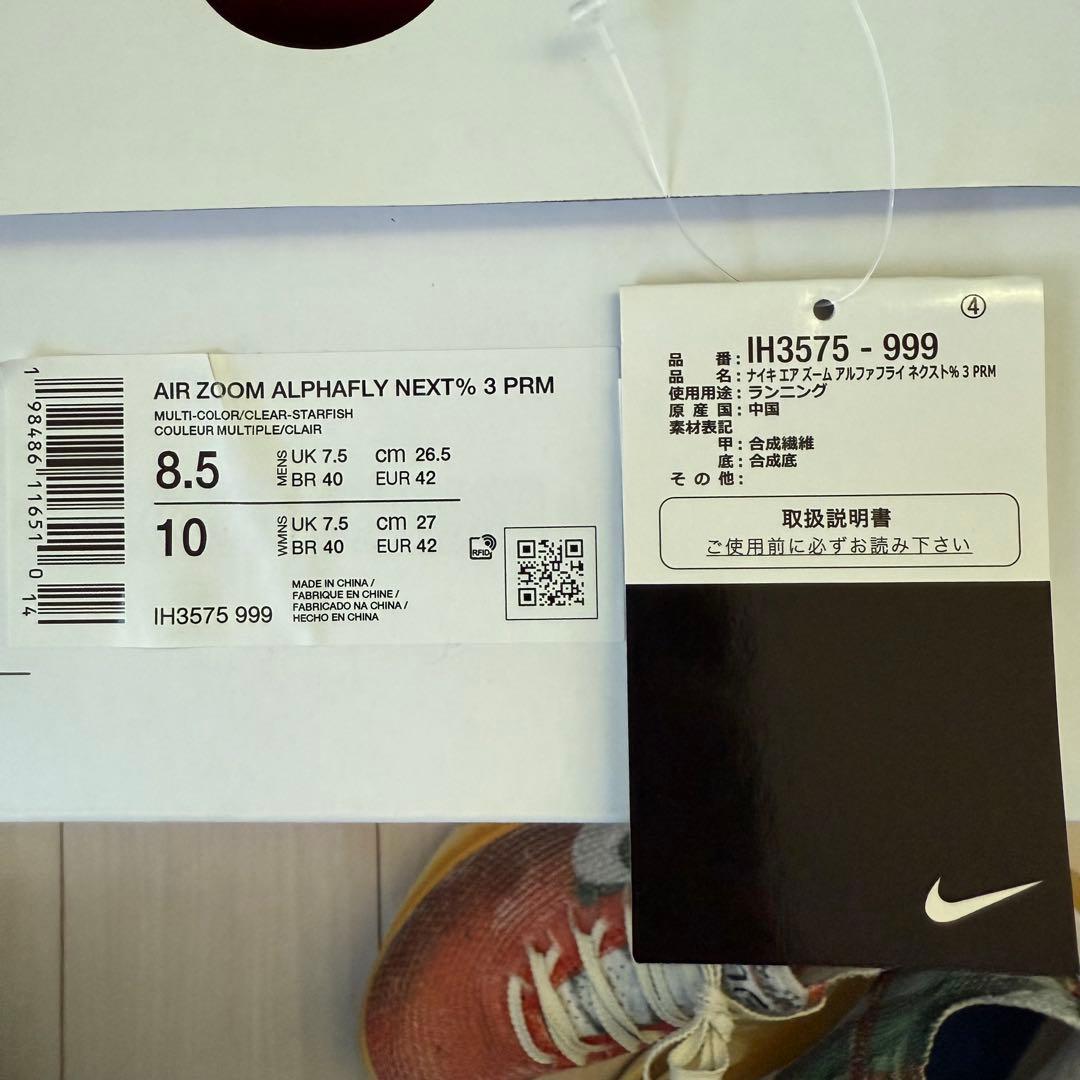 AIR ZOOM ALPHAFLY NEXT% 3 PRM
MULTI-COLOR/CLEAR-STARFISH
COULEUR MULTIPLE/CLAIR
8.5 MENS UK 7.5 cm 26.5
BR 40 EUR 42
10 WMNS UK 7.5 cm 27
BR 40 EUR 42
RFID
MADE IN CHINA /
FABRIQUE EN CHINE /
FABRICADO NA CHINA /
HECHO EN CHINA
IH3575 999
1 98486 11651 0 14
④
品 番：IH3575 - 999
品 名：ナイキ エア ズーム アルファフライ ネクスト% 3 PRM
使用用途：ランニング
原 産 国：中国
素材表記
甲：合成繊維
底：合成底
そ の 他：
取扱説明書
ご使用前に必ずお読み下さい